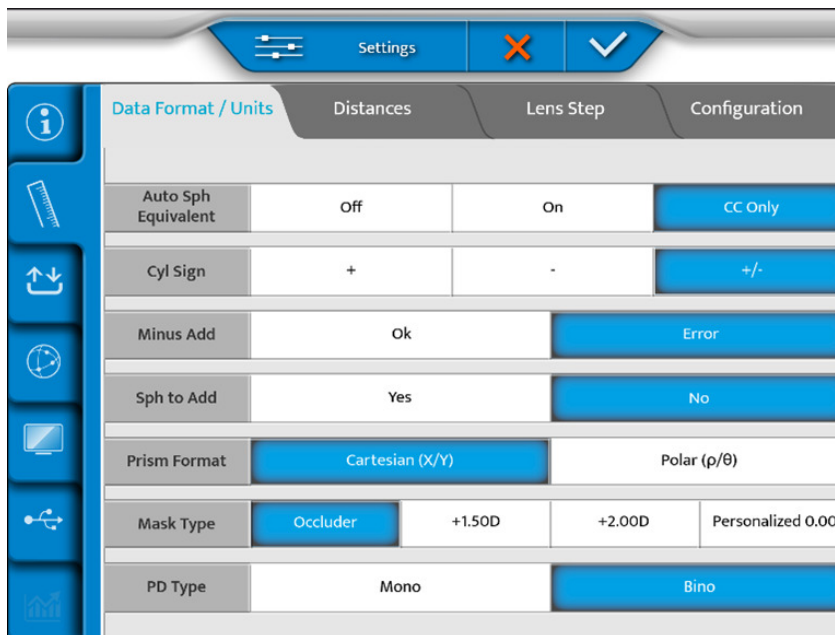 Settings
Data Format / Units Distances Lens Step Configuration
Auto Sph Equivalent Off On CC Only
Cyl Sign + - +/-
Minus Add Ok Error
Sph to Add Yes No
Prism Format Cartesian (X/Y) Polar (ρ/θ)
Mask Type Occluder +1.50D +2.00D Personalized 0.00
PD Type Mono Bino